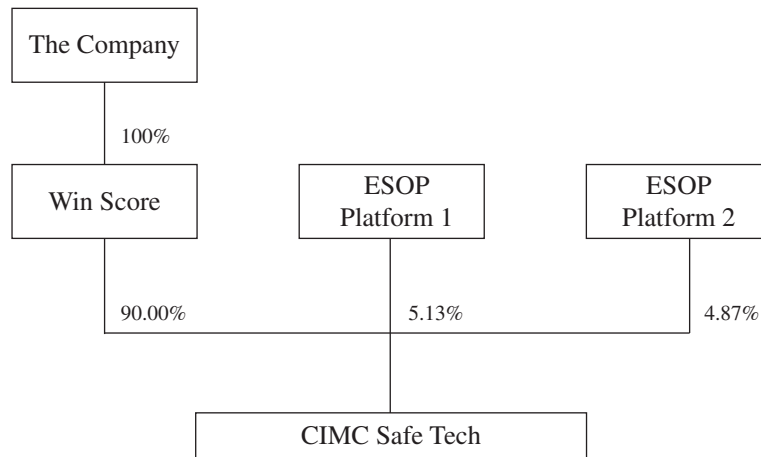 The Company
100%
Win Score
ESOP
Platform 1
ESOP
Platform 2
90.00%
5.13%
4.87%
CIMC Safe Tech